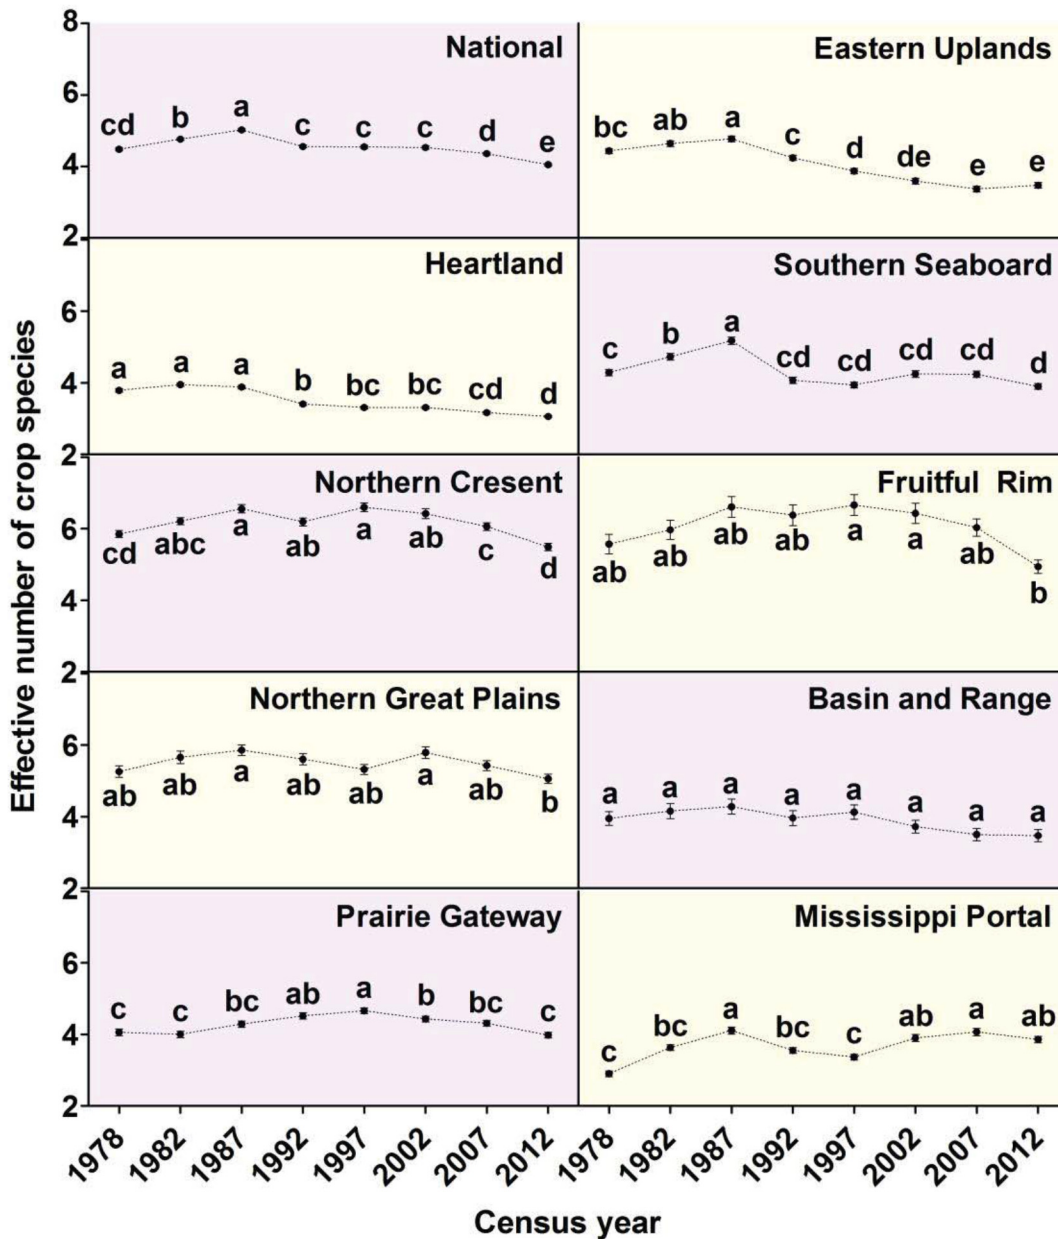 8
National
Eastern Uplands
6
cd b a c c c d e
bc ab a c d de e e
4
2
Heartland
Southern Seaboard
6
a a a b bc bc cd d
c b a cd cd cd cd d
4
2
Northern Cresent
Fruitful Rim
6
cd abc a ab a ab c d
ab ab ab ab a a ab b
4
2
Northern Great Plains
Basin and Range
6
ab ab a ab ab a ab b
a a a a a a a a
4
2
Prairie Gateway
Mississippi Portal
6
c c bc ab a b bc c
c bc a bc c ab a ab
4
2
Effective number of crop species
1978 1982 1987 1992 1997 2002 2007 2012
1978 1982 1987 1992 1997 2002 2007 2012
Census year